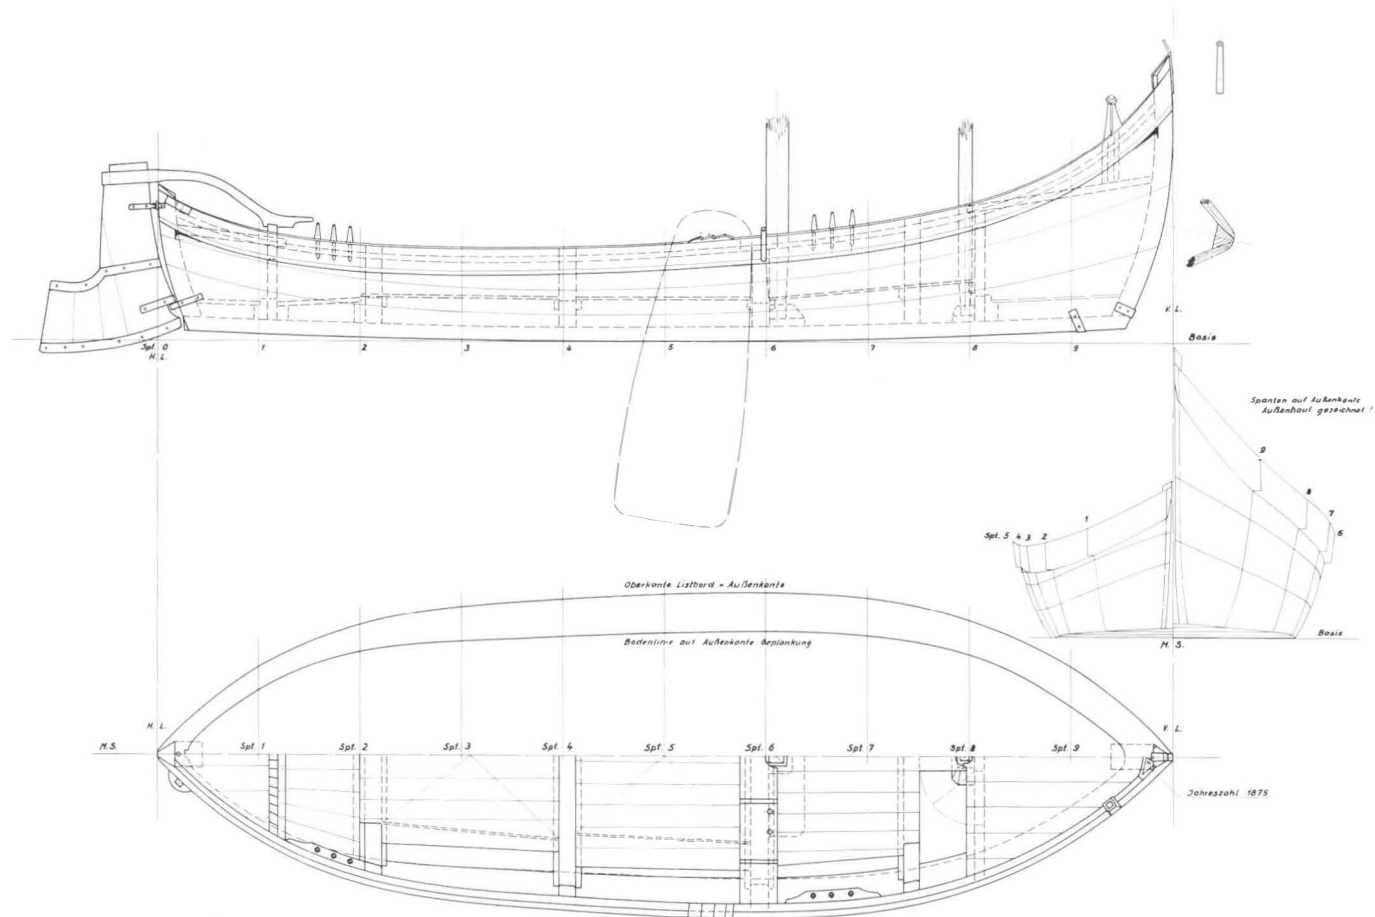 K. L.
Basis
Spt. 0 1 2 3 4 5 6 7 8 9
H. L.
Spanten auf Außenkante
Außenhaut gezeichnet!
9
8
7
1
6
Spt. 5 4 3 2
Oberkante Listbord = Außenkante
Basis
Bodenlinie auf Außenkante Beplankung
M. S.
H. L.
V. L.
M. S.
Spt. 1 Spt. 2 Spt. 3 Spt. 4 Spt. 5 Spt. 6 Spt. 7 Spt. 8 Spt. 9
Jahreszahl 1875